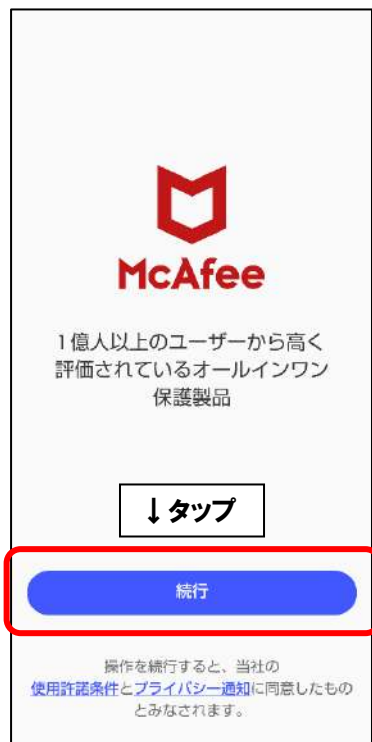 McAfee
1億人以上のユーザーから高く
評価されているオールインワン
保護製品
↓タップ
続行
操作を続行すると、当社の
使用許諾条件とプライバシー通知に同意したもの
とみなされます。